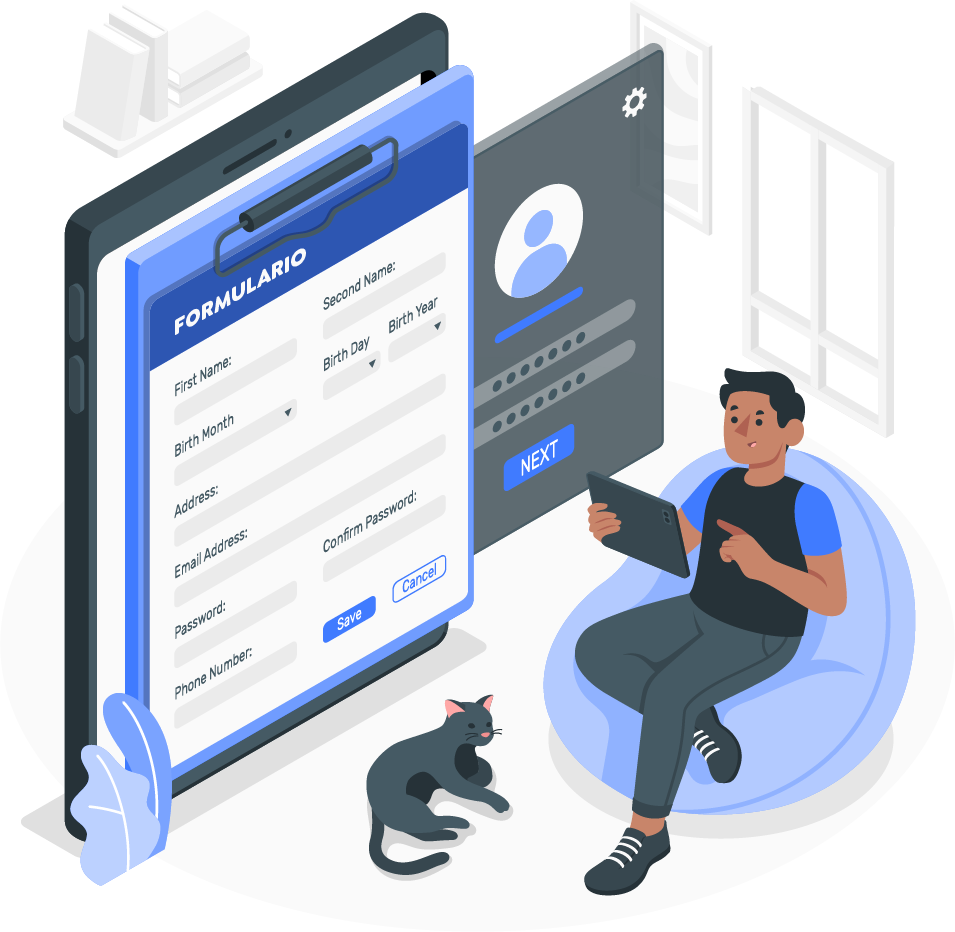 FORMULARIO
First Name:
Second Name:
Birth Month
Birth Day
Birth Year
Address:
Email Address:
Password:
Confirm Password:
Phone Number:
Save
Cancel
NEXT